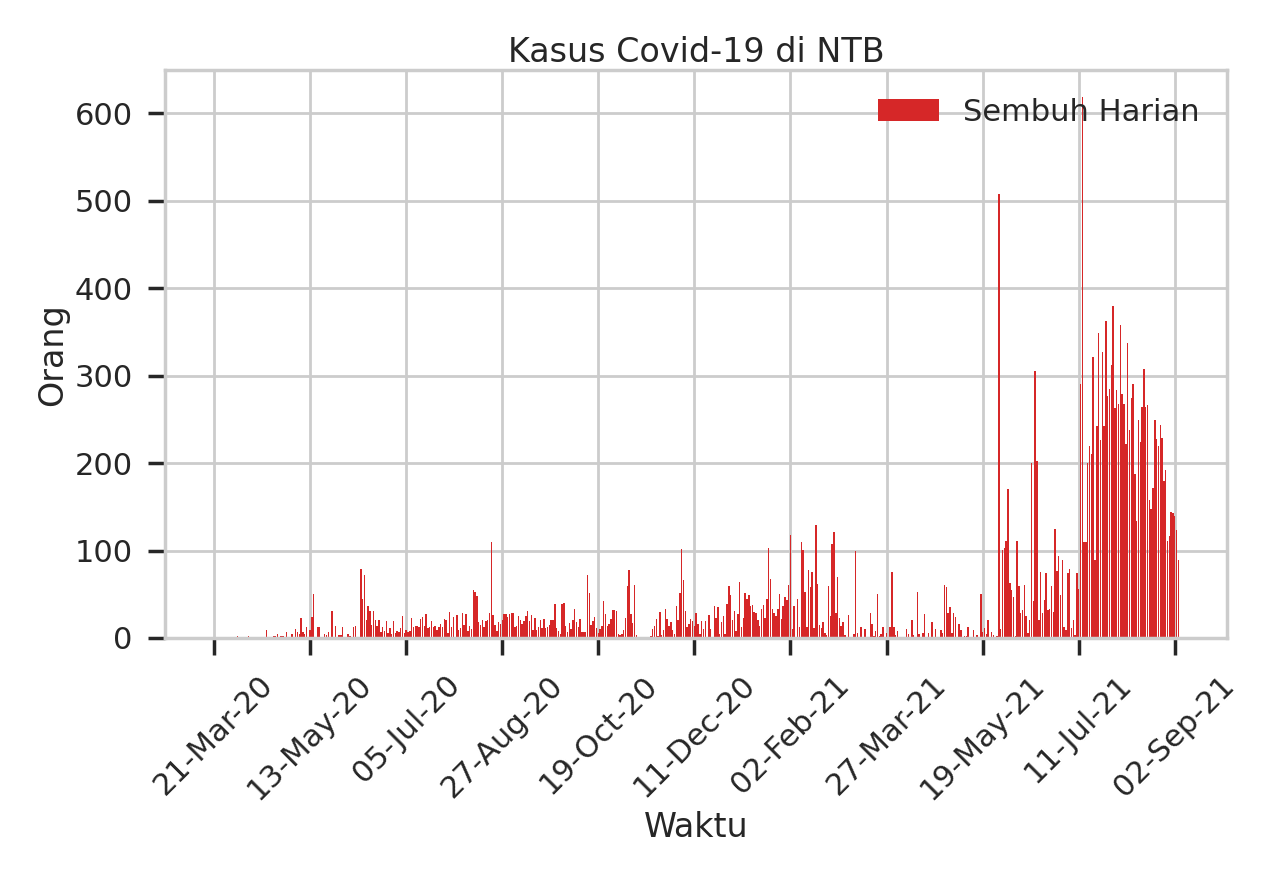 Kasus Covid-19 di NTB
Sembuh Harian
600
500
400
300
200
100
0
Orang
21-Mar-20
13-May-20
05-Jul-20
27-Aug-20
19-Oct-20
11-Dec-20
02-Feb-21
27-Mar-21
19-May-21
11-Jul-21
02-Sep-21
Waktu